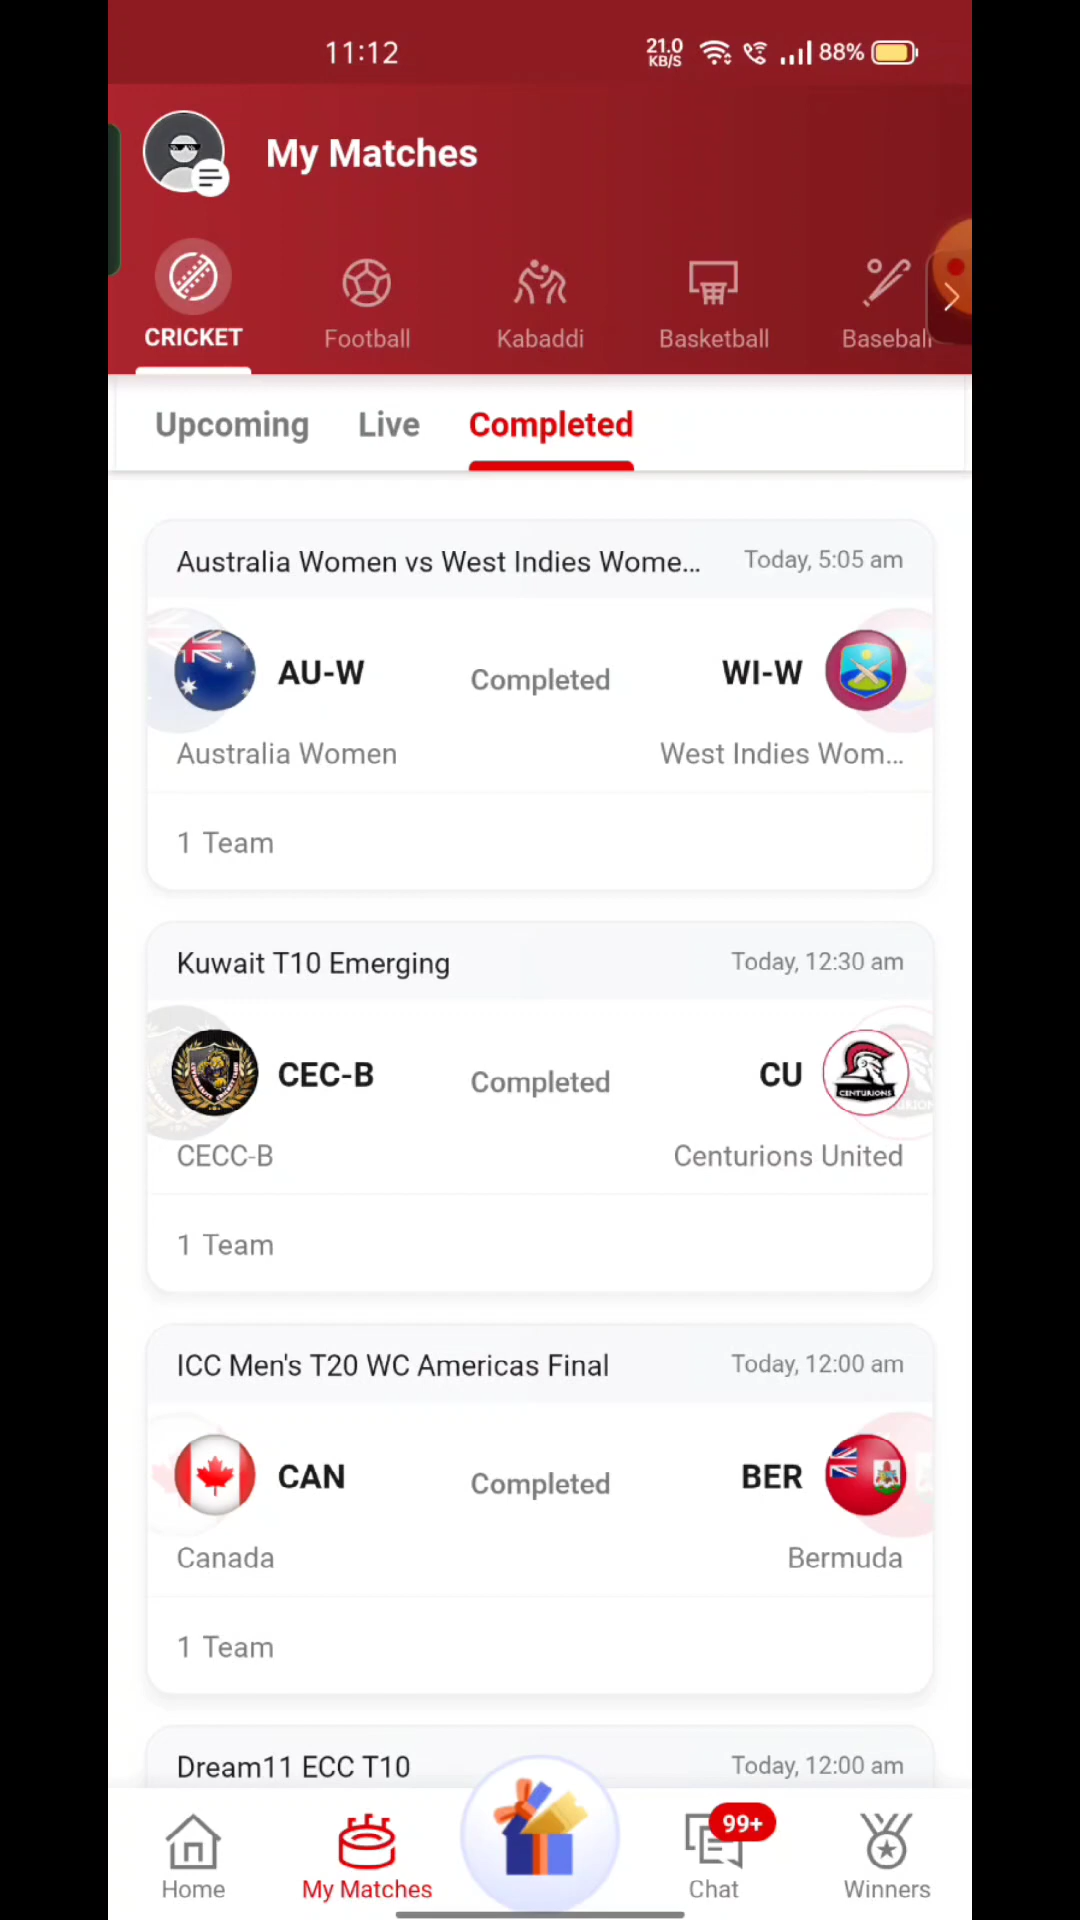 11:12
21.0 KB/S
88%
My Matches
CRICKET
Football
Kabaddi
Basketball
Baseball
Upcoming
Live
Completed
Australia Women vs West Indies Wome...
Today, 5:05 am
AU-W
Completed
WI-W
Australia Women
West Indies Wom...
1 Team
Kuwait T10 Emerging
Today, 12:30 am
CEC-B
Completed
CU
CENTURIONS
CECC-B
Centurions United
1 Team
ICC Men's T20 WC Americas Final
Today, 12:00 am
CAN
Completed
BER
Canada
Bermuda
1 Team
Dream11 ECC T10
Today, 12:00 am
99+
Home
My Matches
Chat
Winners